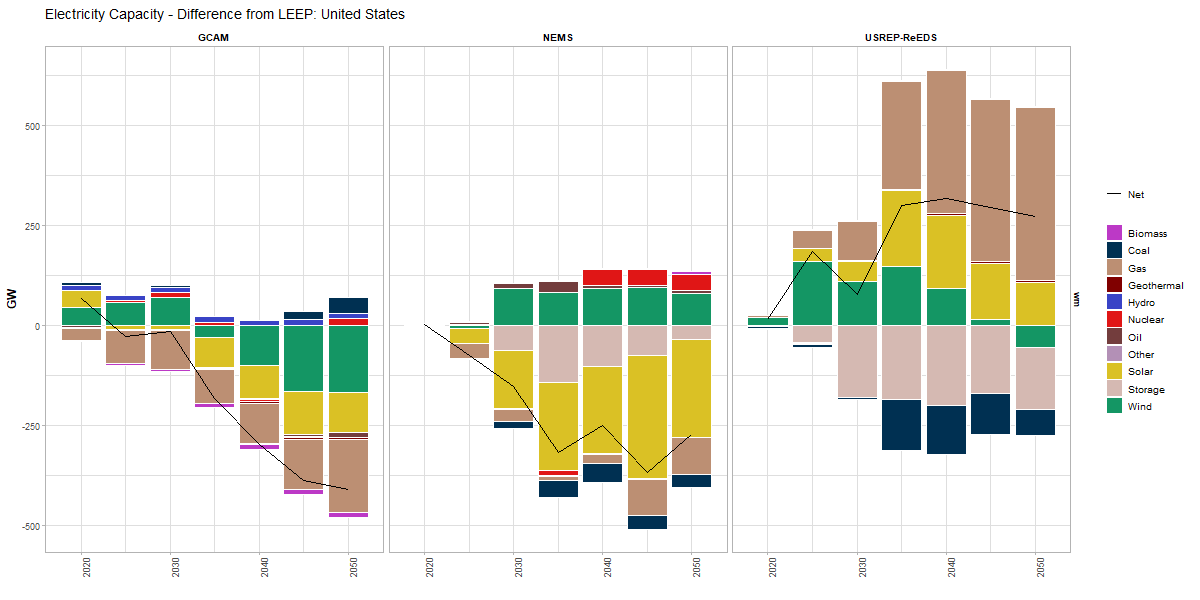 Electricity Capacity - Difference from LEEP: United States
GCAM
NEMS
USREP-ReEDS
GW
500
250
0
-250
-500
2020
2030
2040
2050
2020
2030
2040
2050
2020
2030
2040
2050
wm
Net
Biomass
Coal
Gas
Geothermal
Hydro
Nuclear
Oil
Other
Solar
Storage
Wind